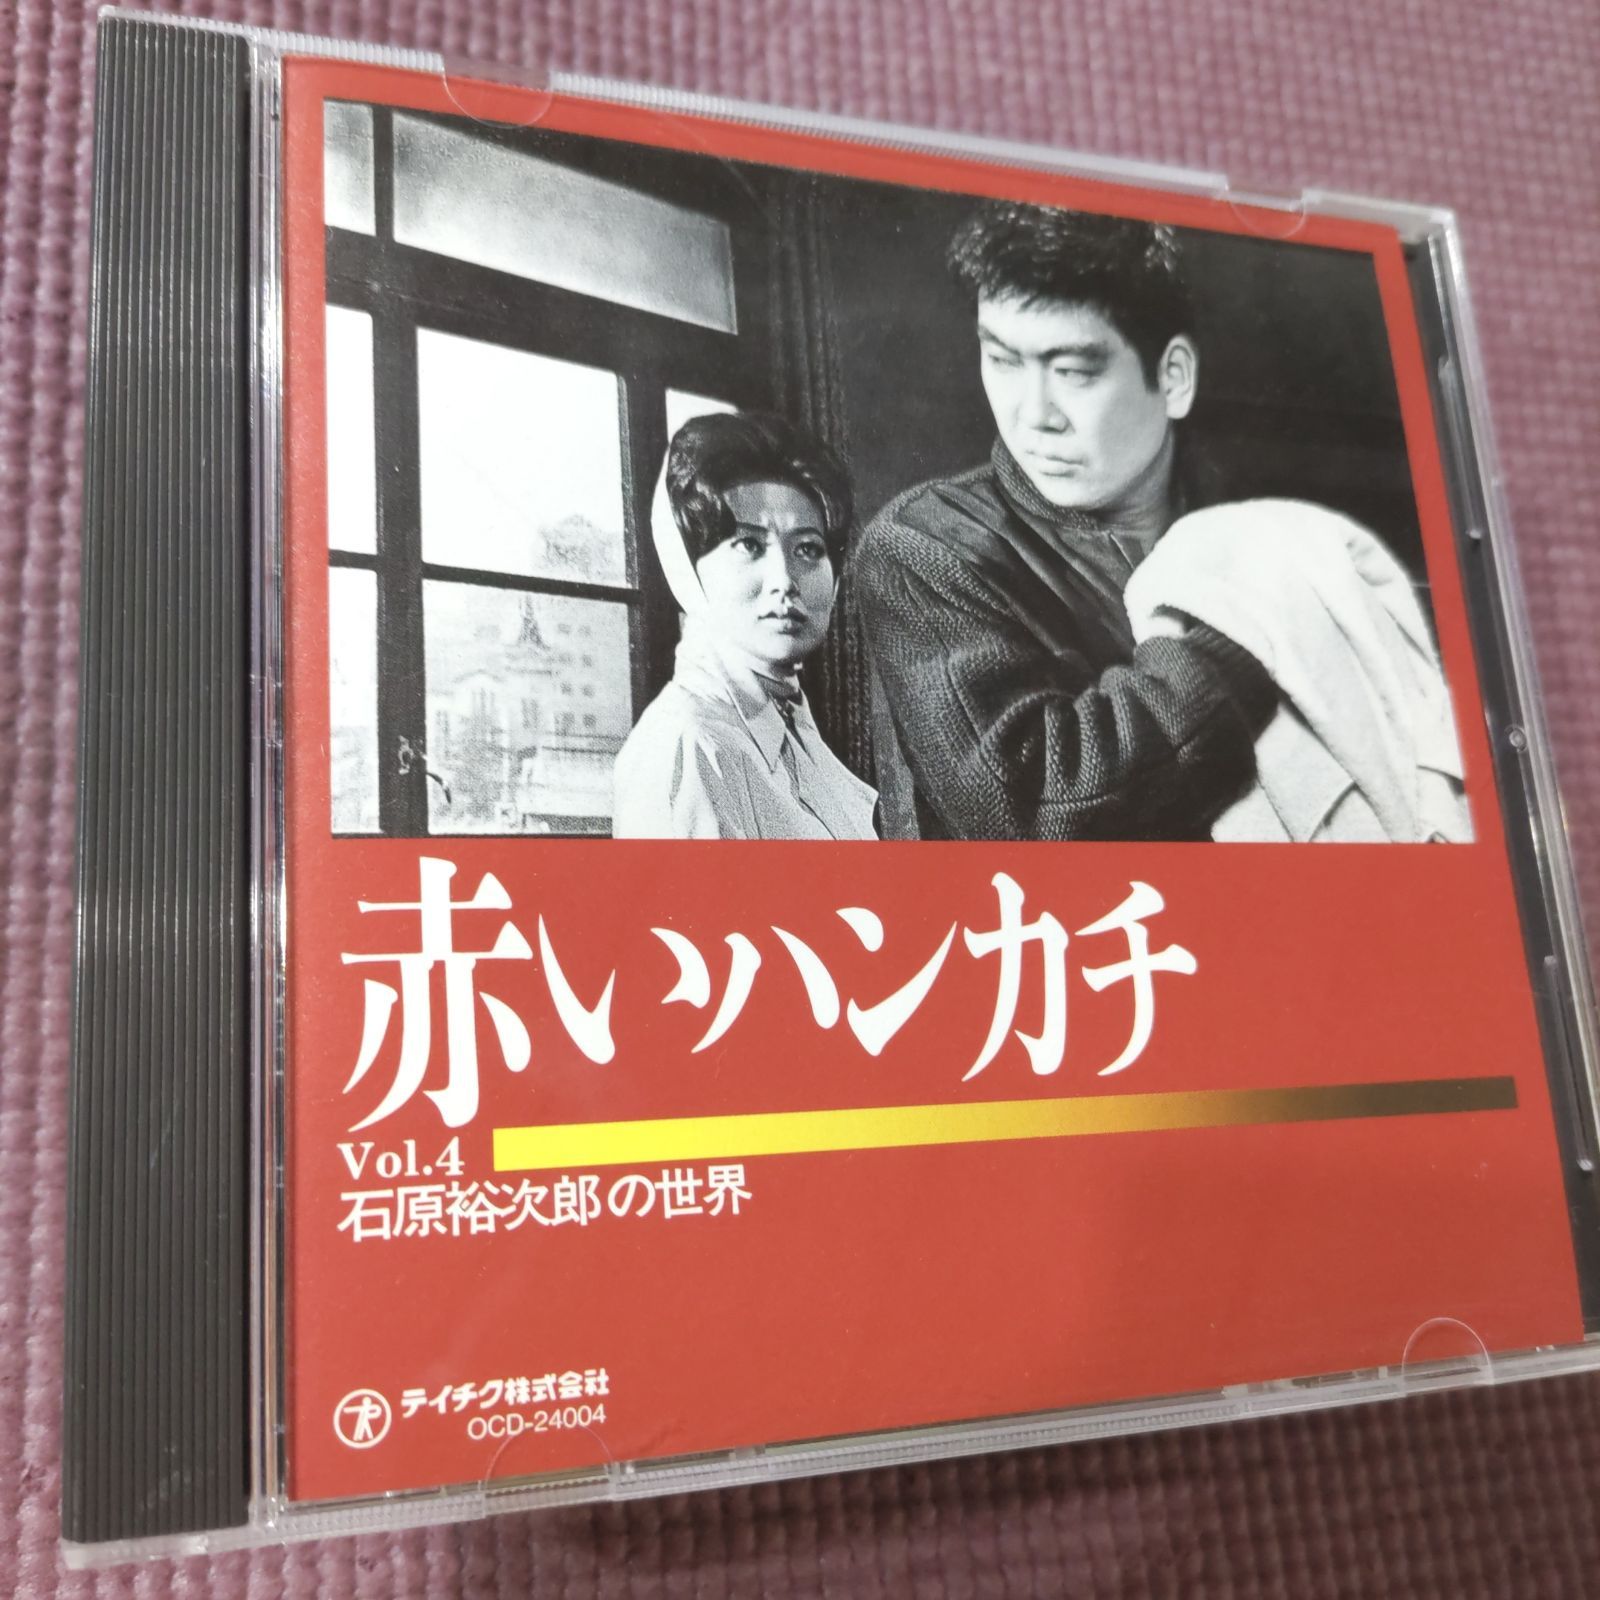 赤いハンカチ
Vol.4
石原裕次郎の世界
テイチク株式会社
OCD-24004